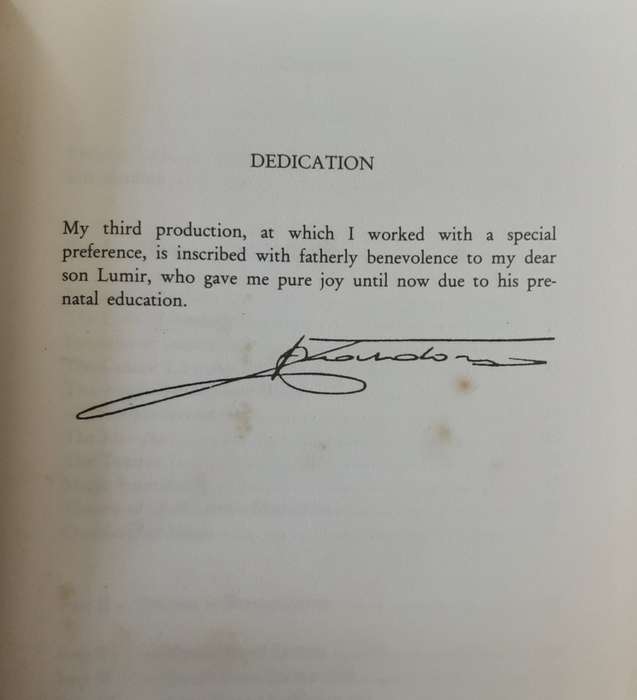 DEDICATION
My third production, at which I worked with a special
preference, is inscribed with fatherly benevolence to my dear
son Lumir, who gave me pure joy until now due to his pre-
natal education.